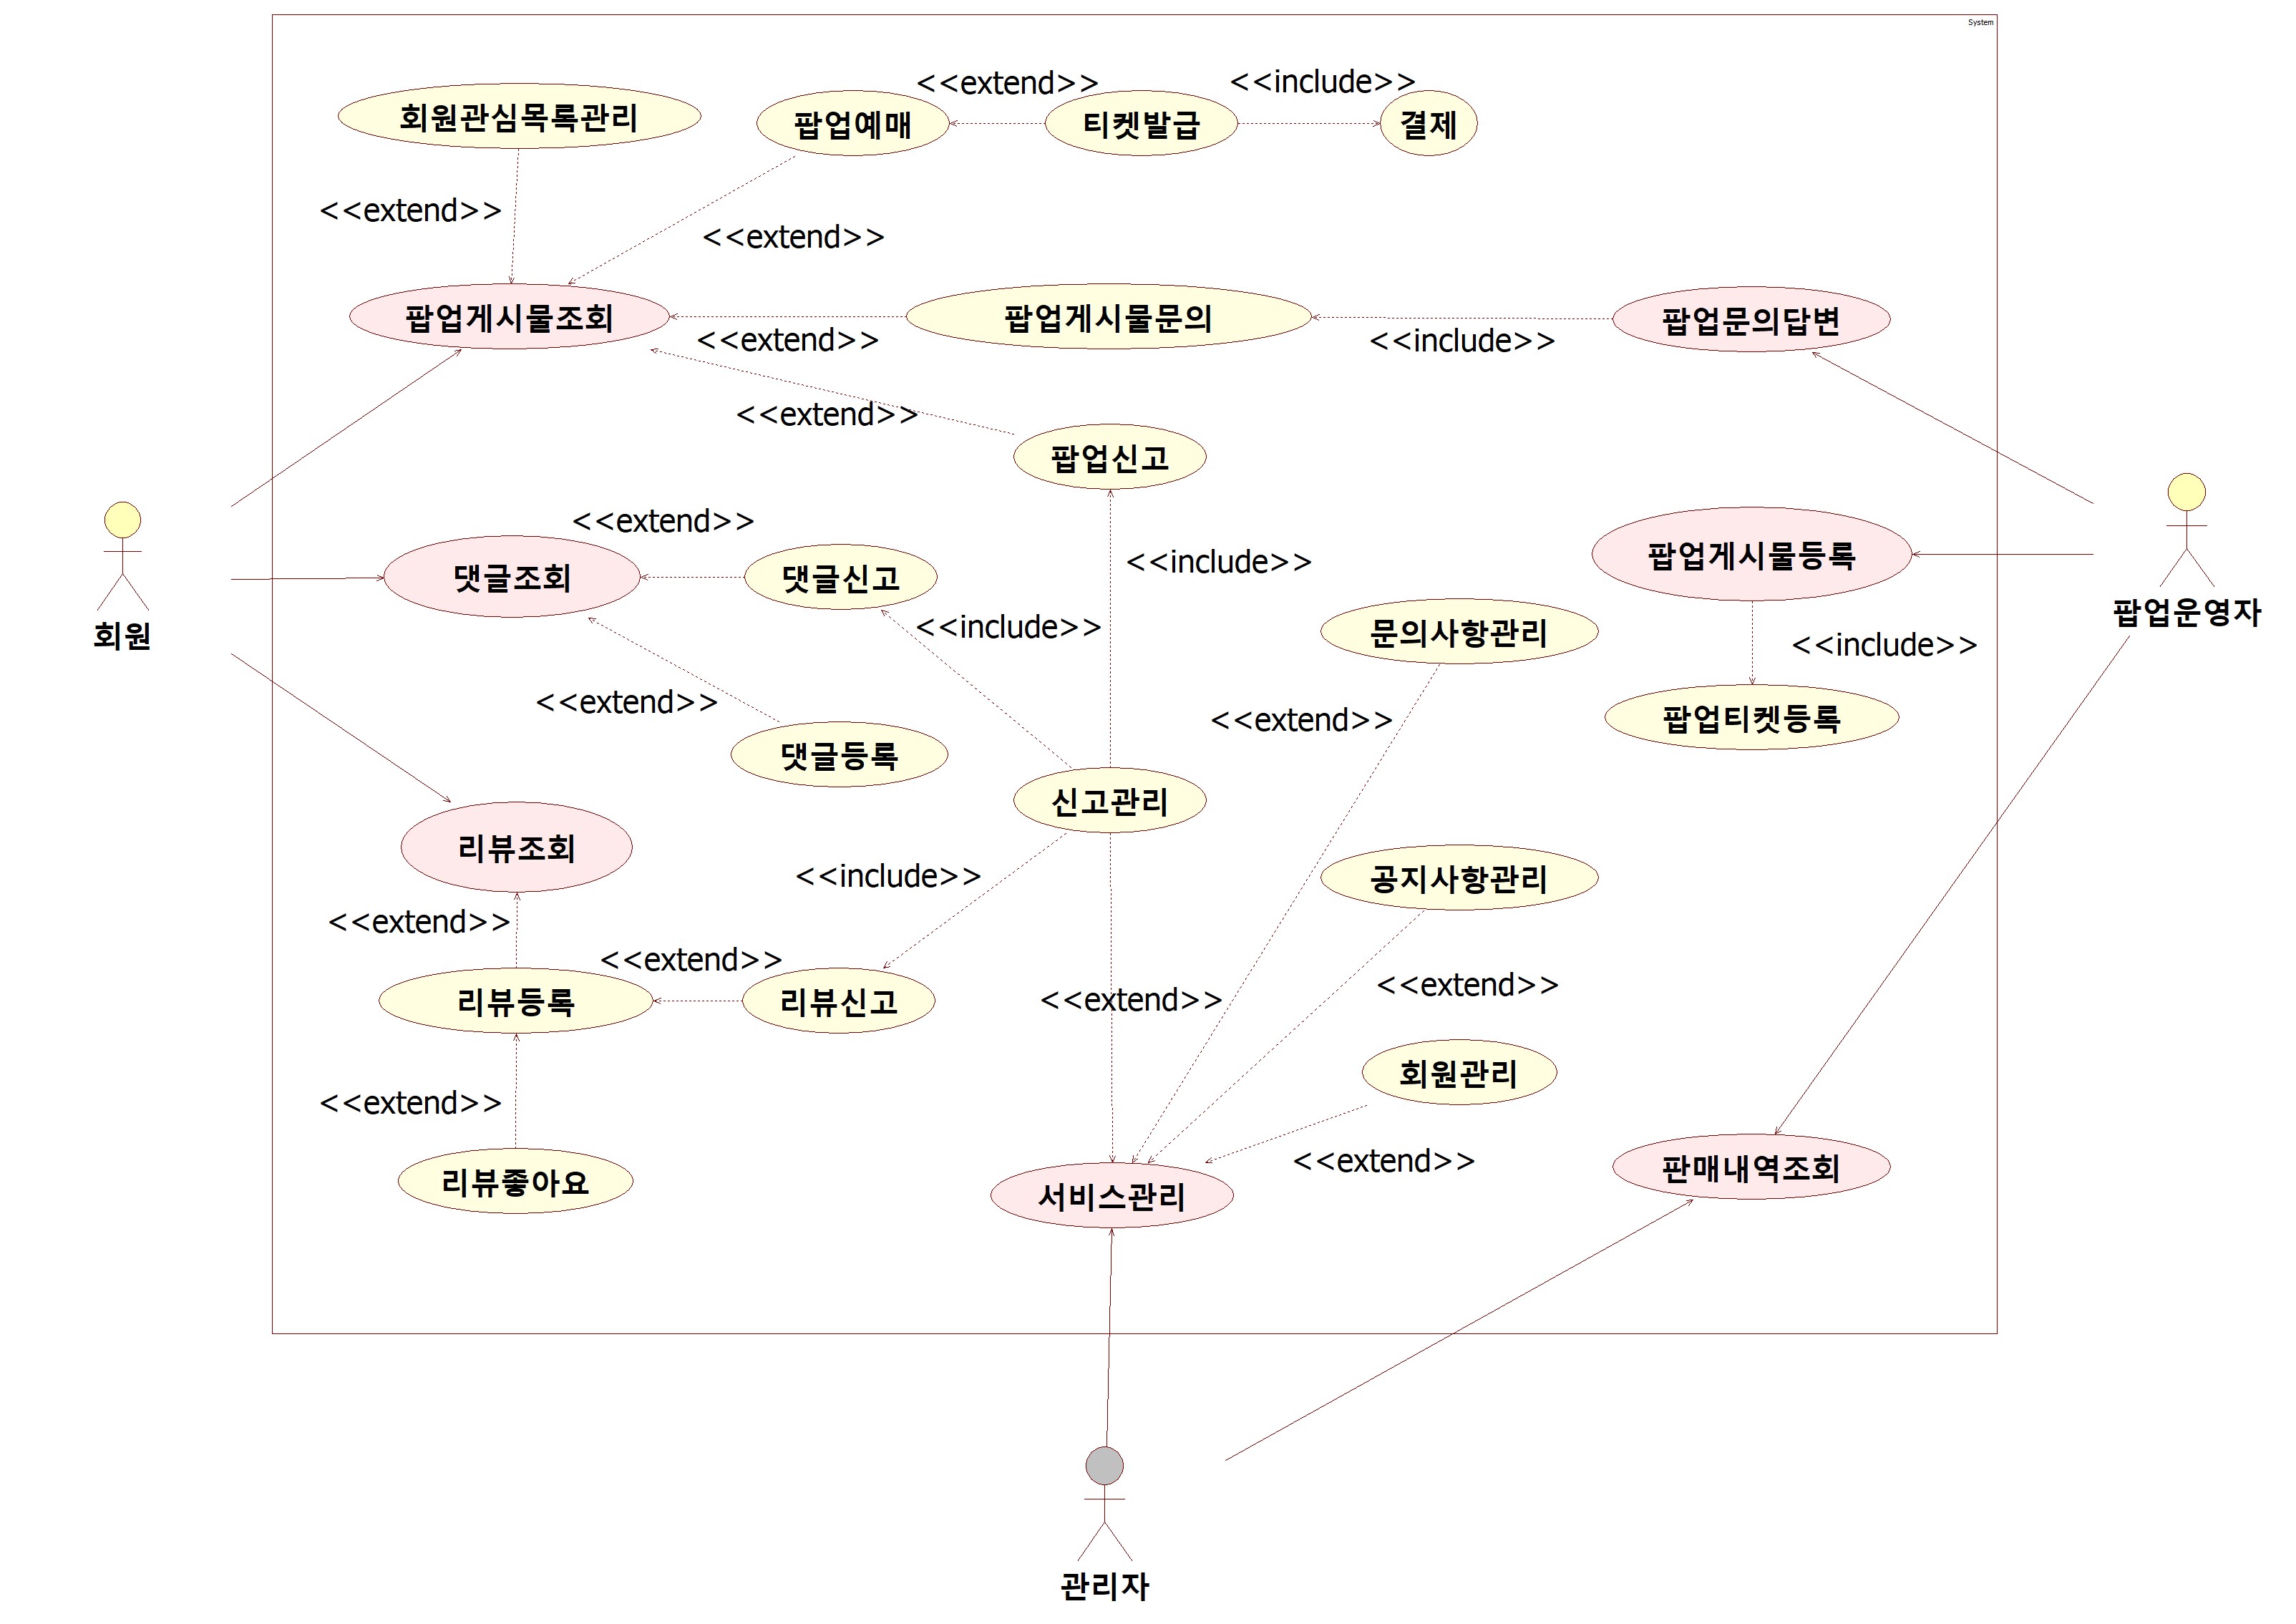 System
<<extend>>
<<include>>
회원관심목록관리
팝업예매
티켓발급
결제
<<extend>>
<<extend>>
팝업게시물조회
팝업게시물문의
팝업문의답변
<<extend>>
<<include>>
<<extend>>
팝업신고
<<extend>>
댓글조회
댓글신고
<<include>>
팝업게시물등록
회원
<<include>>
문의사항관리
팝업운영자
<<include>>
<<extend>>
<<extend>>
팝업티켓등록
댓글등록
신고관리
리뷰조회
<<include>>
공지사항관리
<<extend>>
<<extend>>
리뷰등록
리뷰신고
<<extend>>
<<extend>>
회원관리
<<extend>>
<<extend>>
리뷰좋아요
서비스관리
판매내역조회
관리자